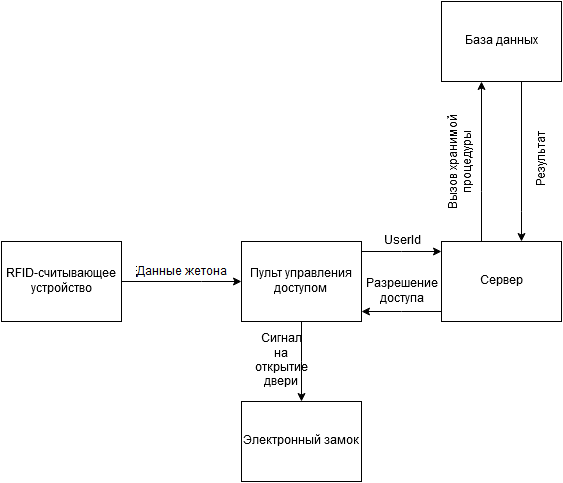 База данных
Вызов хранимой
процедуры
Результат
UserId
RFID-считывающее
устройство
Данные жетона
Пульт управления
доступом
Разрешение
доступа
Сервер
Сигнал
на
открытие
двери
Электронный замок